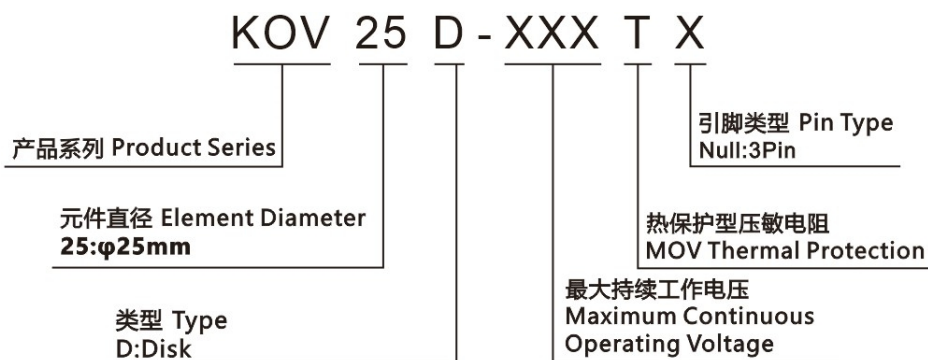 KOV 25 D - XXX T X
产品系列 Product Series
引脚类型 Pin Type
Null:3Pin
元件直径 Element Diameter
25:φ25mm
热保护型压敏电阻
MOV Thermal Protection
类型 Type
D:Disk
最大持续工作电压
Maximum Continuous
Operating Voltage